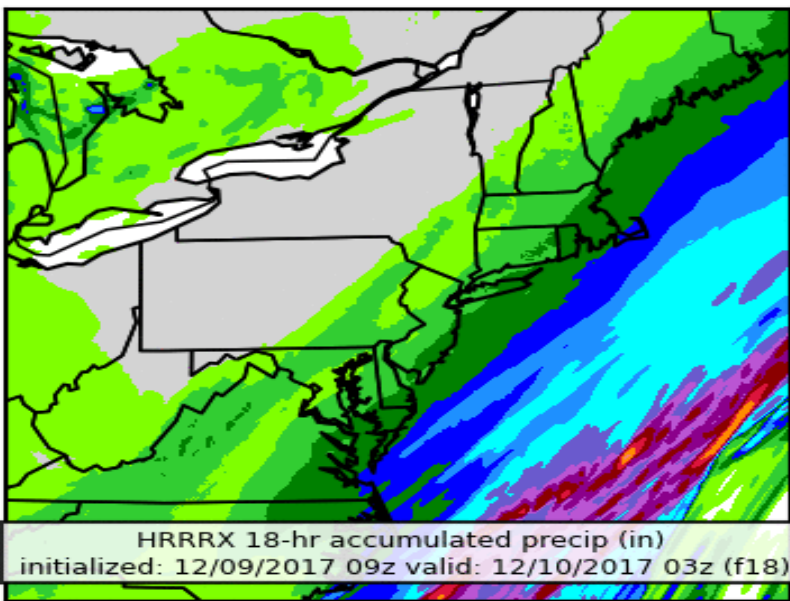 HRRRX 18-hr accumulated precip (in)
initialized: 12/09/2017 09z valid: 12/10/2017 03z (f18)